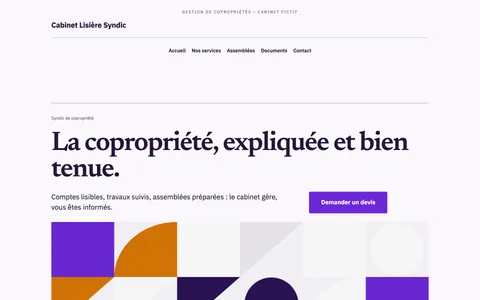 GESTION DE COPROPRIÉTÉS – CABINET FICTIF
Cabinet Lisière Syndic
Accueil Nos services Assemblées Documents Contact
Syndic de copropriété
La copropriété, expliquée et bien
tenue.
Comptes lisibles, travaux suivis, assemblées préparées : le cabinet gère,
vous êtes informés.
Demander un devis